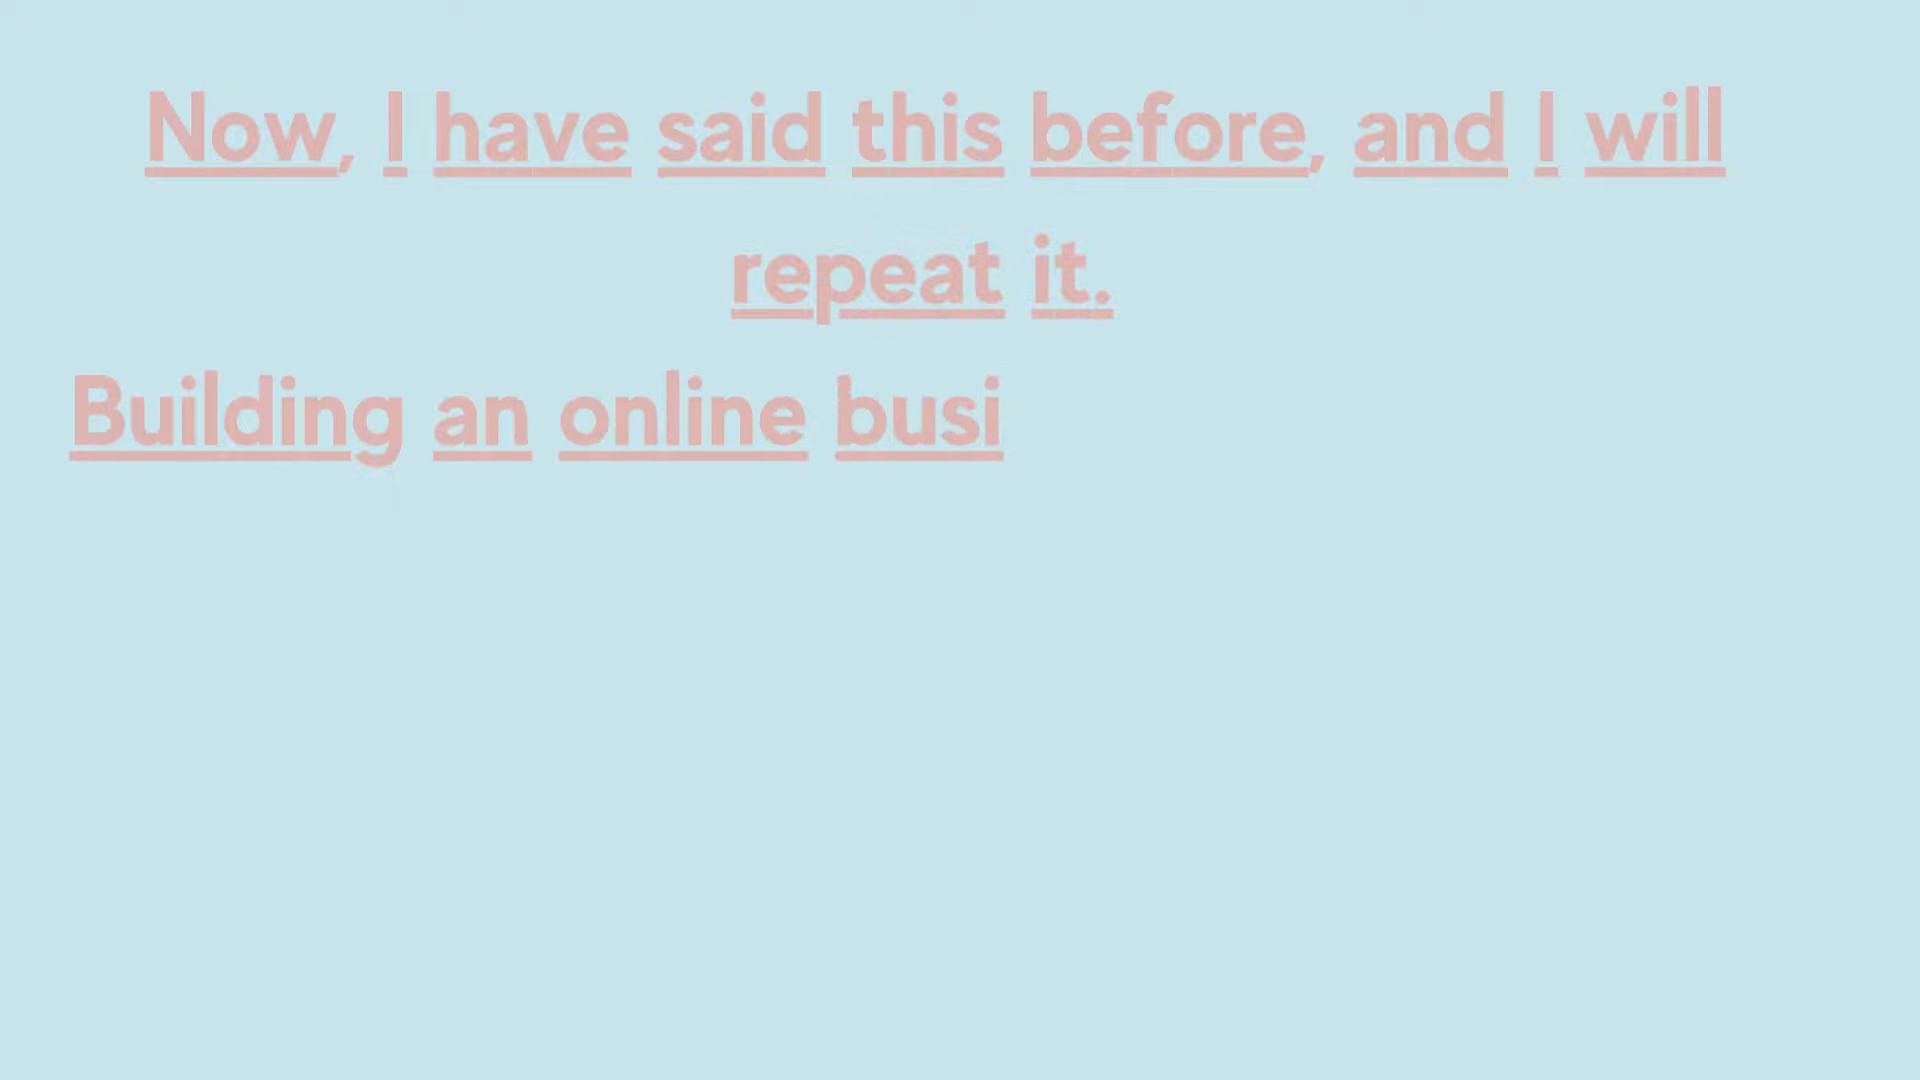 Now, I have said this before, and I will
repeat it.
Building an online busi